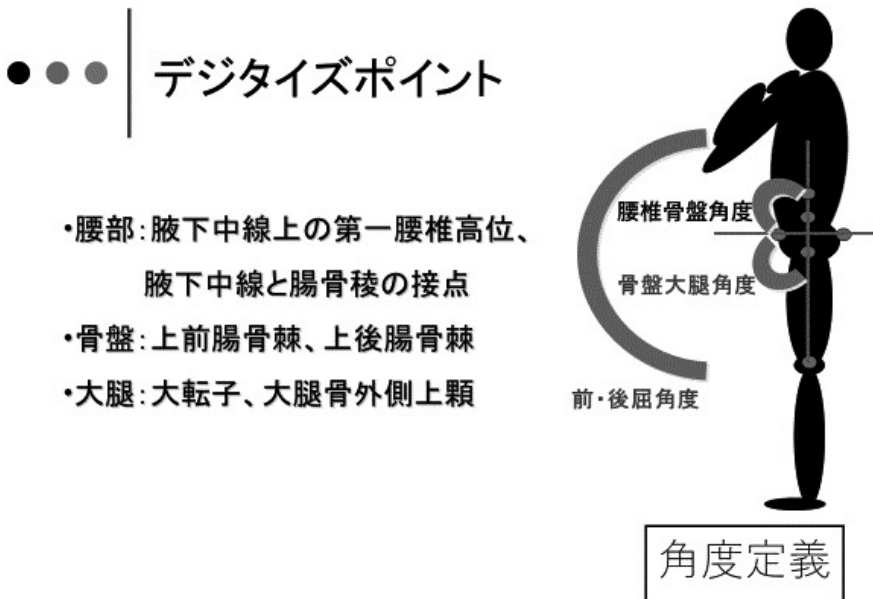 デジタイズポイント
・腰部：腋下中線上の第一腰椎高位、
腋下中線と腸骨稜の接点
・骨盤：上前腸骨棘、上後腸骨棘
・大腿：大転子、大腿骨外側上顆
腰椎骨盤角度
骨盤大腿角度
前・後屈角度
角度定義